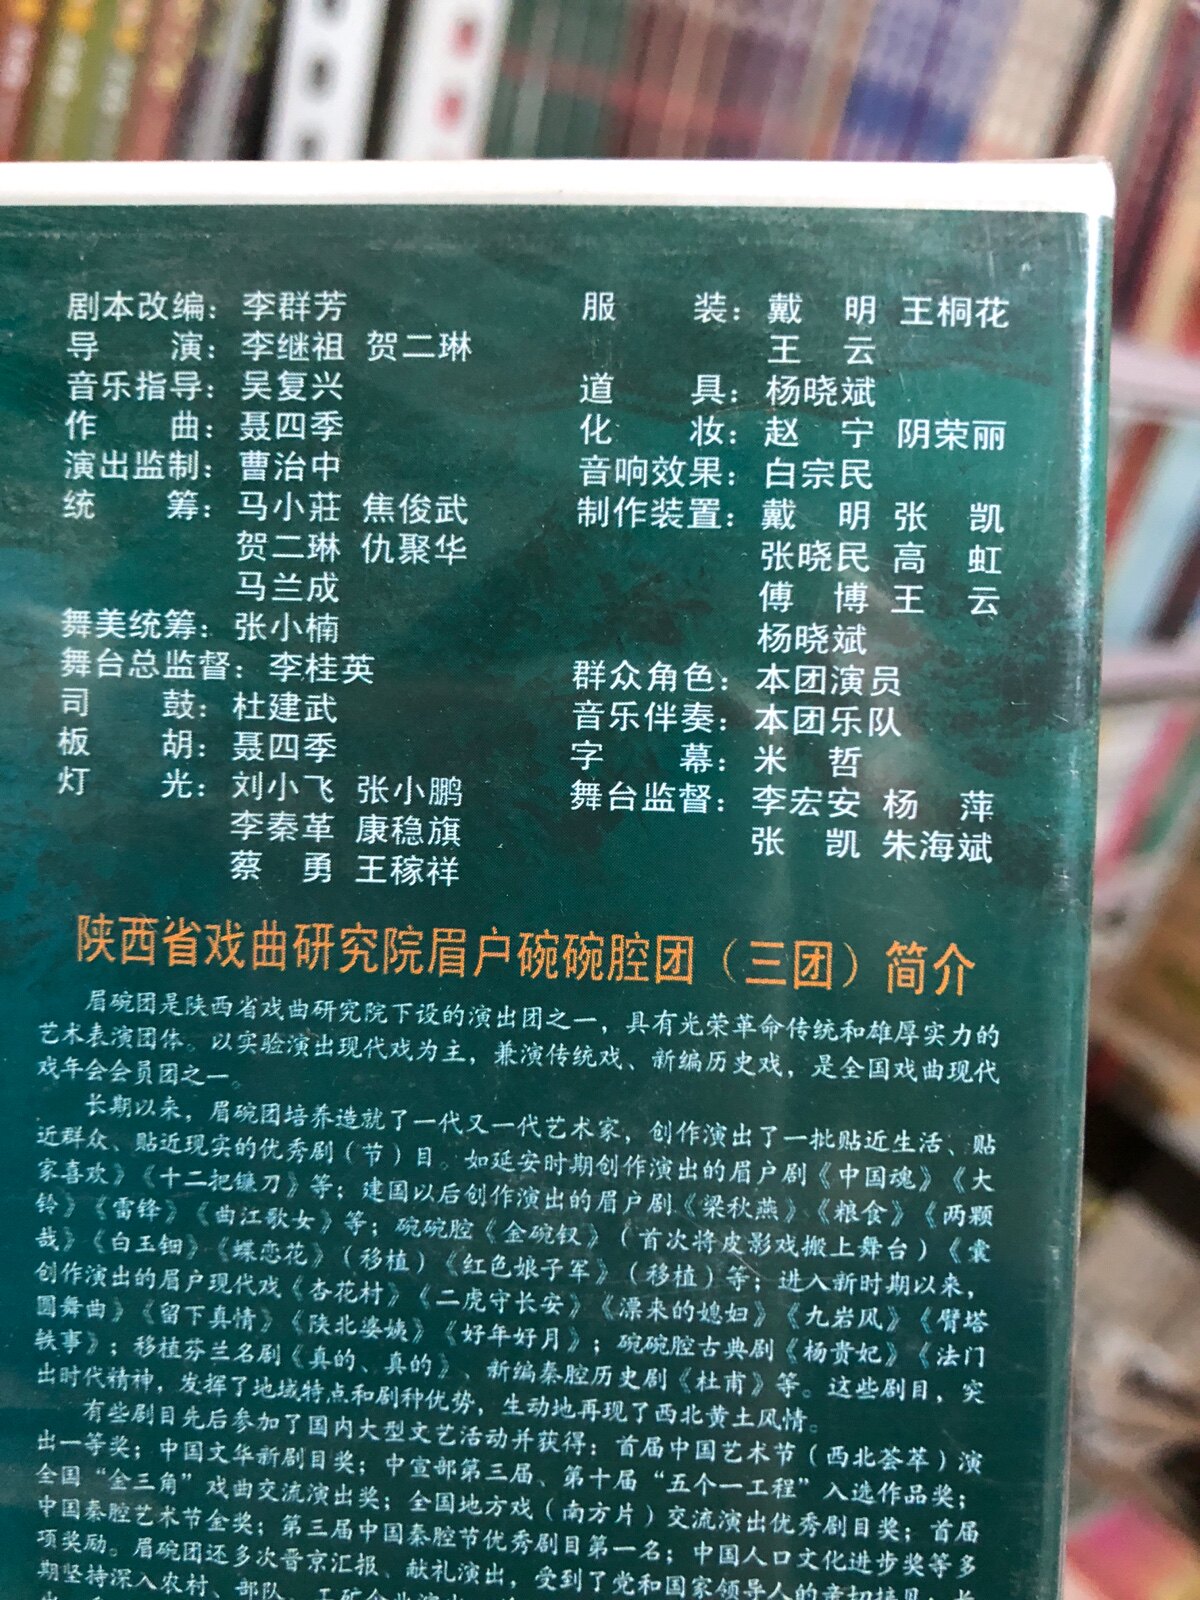 剧本改编：李群芳
导演：李继祖 贺二琳
音乐指导：吴复兴
作曲：聂四季
演出监制：曹治中
统筹：马小莊 焦俊武
贺二琳 仇聚华
马兰成
舞美统筹：张小楠
舞台总监督：李桂英
司鼓：杜建武
板胡：聂四季
灯光：刘小飞 张小鹏
李秦革 康稳旗
蔡勇 王稼祥
服装：戴明 王桐花
王云
道具：杨晓斌
化妆：赵宁 阴荣丽
音响效果：白宗民
制作装置：戴明 张凯
张晓民 高虹
傅博 王云
杨晓斌
群众角色：本团演员
音乐伴奏：本团乐队
字幕：米哲
舞台监督：李宏安 杨萍
张凯 朱海斌
陕西省戏曲研究院眉户碗碗腔团（三团）简介
眉碗团是陕西省戏曲研究院下设的演出团之一，具有光荣革命传统和雄厚实力的
艺术表演团体。以实验演出现代戏为主，兼演传统戏、新编历史戏，是全国戏曲现代
戏年会会员团之一。
长期以来，眉碗团培养造就了一代又一代艺术家，创作演出了一批贴近生活、贴
近群众、贴近现实的优秀剧（节）目。如延安时期创作演出的眉户剧《中国魂》《大
家喜欢》《十二把镰刀》等；建国以后创作演出的眉户剧《梁秋燕》《粮食》《两颗
铃》《雷锋》《曲江歌女》等；碗碗腔《金碗钗》（首次将皮影戏搬上舞台）《囊
哉》《白玉钿》《蝶恋花》（移植）《红色娘子军》（移植）等；进入新时期以来，
创作演出的眉户现代戏《杏花村》《二虎守长安》《漂来的媳妇》《九岩风》《臂塔
圆舞曲》《留下真情》《陕北婆姨》《好年好月》；碗碗腔古典剧《杨贵妃》《法门
轶事》；移植芬兰名剧《真的、真的》、新编秦腔历史剧《杜甫》等。这些剧目，突
出时代精神，发挥了地域特点和剧种优势，生动地再现了西北黄土风情。
有些剧目先后参加了国内大型文艺活动并获得：首届中国艺术节（西北荟萃）演
出一等奖；中国文华新剧目奖；中宣部第三届、第十届“五个一工程”入选作品奖；
全国“金三角”戏曲交流演出奖；全国地方戏（南方片）交流演出优秀剧目奖；首届
中国秦腔艺术节金奖；第三届中国秦腔节优秀剧目第一名；中国人口文化进步奖等多
项奖励。眉碗团还多次晋京汇报、献礼演出，受到了党和国家领导人的亲切接见。长
期坚持深入农村、部队、工矿企业演出